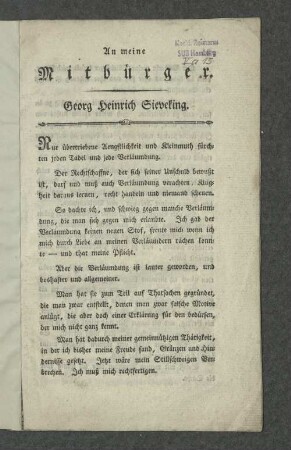 An meine
Mitbürger.
Georg Heinrich Sieveking.
Nur übertriebene Aengstlichkeit und Kleinmuth fürch-
ten jeden Tadel und jede Verläumdung.
Der Rechtschaffne, der sich seiner Unschuld bewußt
ist, darf und muß auch Verläumdung verachten. Klug-
heit daraus lernen, recht handeln und niemand scheuen.
So dachte ich, und schwieg gegen manche Verläum-
dung, die man sich gegen mich erlaubte. Ich gab der
Verläumdung keinen neuen Stof, freute mich wenn ich
mich durch Liebe an meinen Verläumdern rächen konn-
te — und that meine Pflicht.
Aber die Verläumdung ist lauter geworden, und
boshafter und allgemeiner.
Man hat sie zum Teil auf Thatsachen gegründet,
die man zwar entstellt, denen man zwar falsche Motive
anlügt, die aber doch einer Erklärung für den bedürfen,
der mich nicht ganz kennt.
Man hat dadurch meiner gemeinnützigen Thätigkeit,
in der ich bisher meine Freude fand, Gränzen und Hin-
dernisse gesetzt. Jetzt wäre mein Stillschweigen Ver-
brechen. Ich muß mich rechtfertigen.